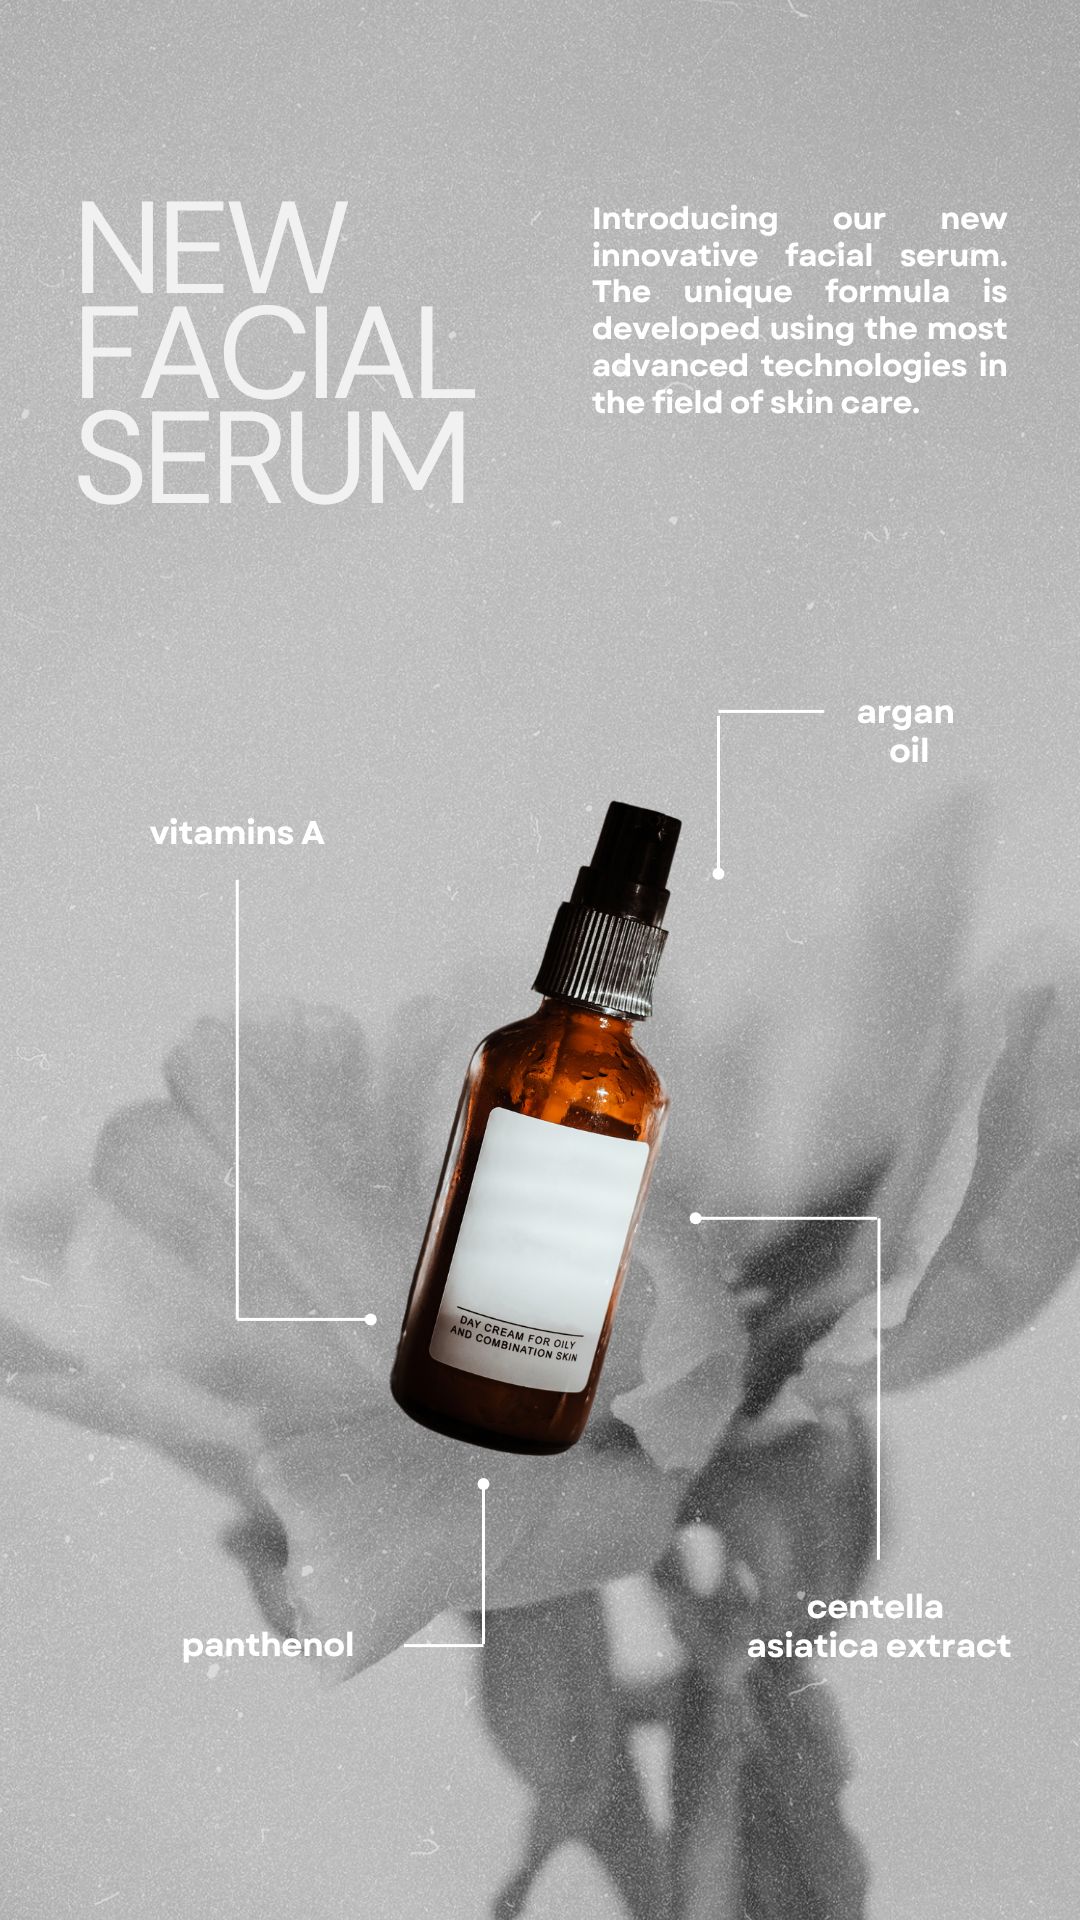 NEW
FACIAL
SERUM
Introducing our new
innovative facial serum.
The unique formula is
developed using the most
advanced technologies in
the field of skin care.
argan
oil
vitamins A
DAY CREAM FOR OILY
AND COMBINATION SKIN
panthenol
centella
asiatica extract